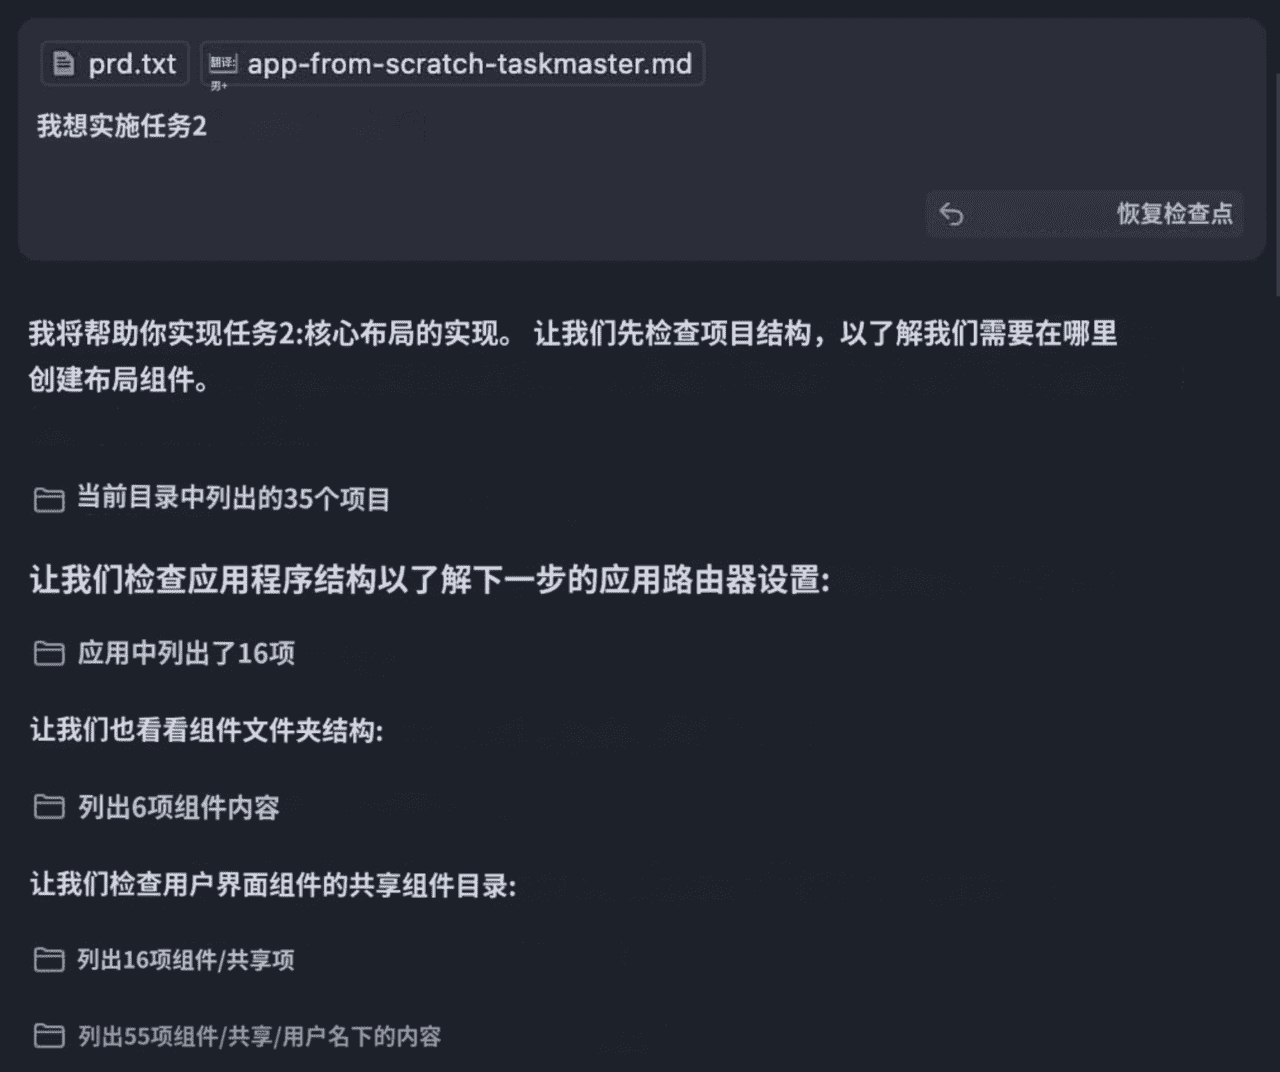 prd.txt
翻译:
男+
app-from-scratch-taskmaster.md
我想实施任务2
恢复检查点
我将帮助你实现任务2:核心布局的实现。 让我们先检查项目结构，以了解我们需要在哪里
创建布局组件。
当前目录中列出的35个项目
让我们检查应用程序结构以了解下一步的应用路由器设置:
应用中列出了16项
让我们也看看组件文件夹结构:
列出6项组件内容
让我们检查用户界面组件的共享组件目录:
列出16项组件/共享项
列出55项组件/共享/用户名下的内容